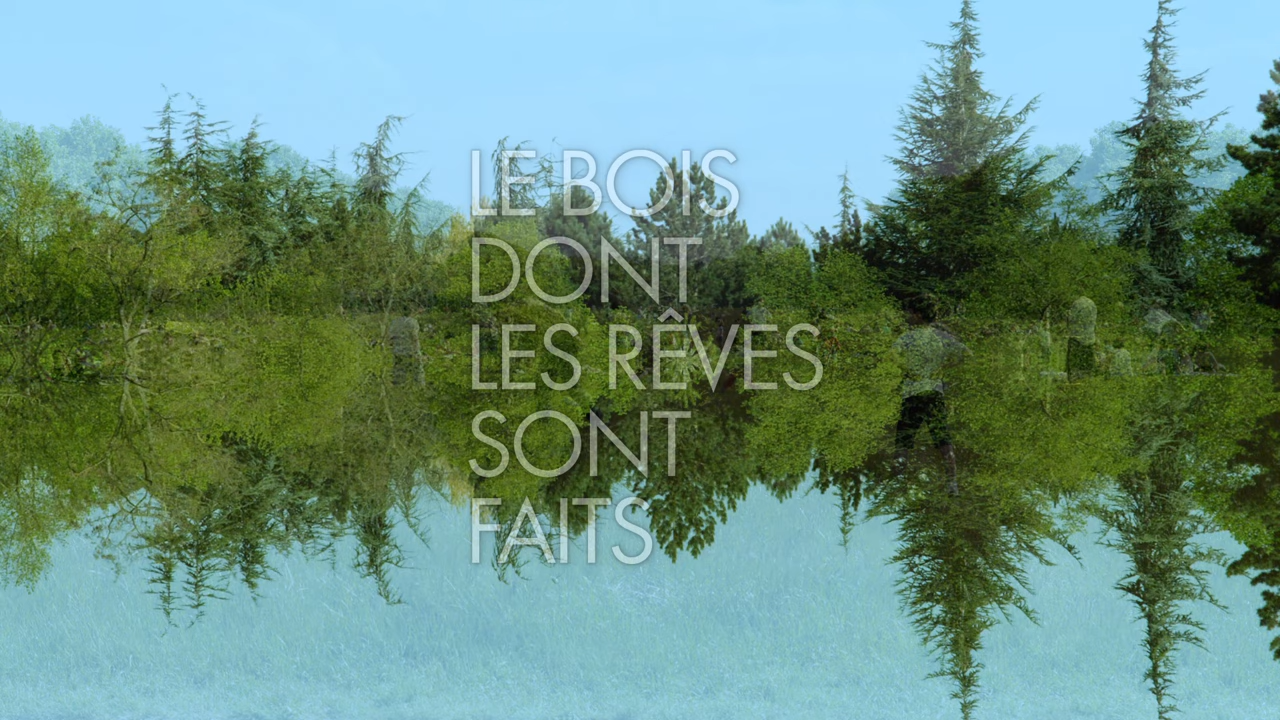 LE BOIS
DONT
LES RÊVES
SONT
FAITS